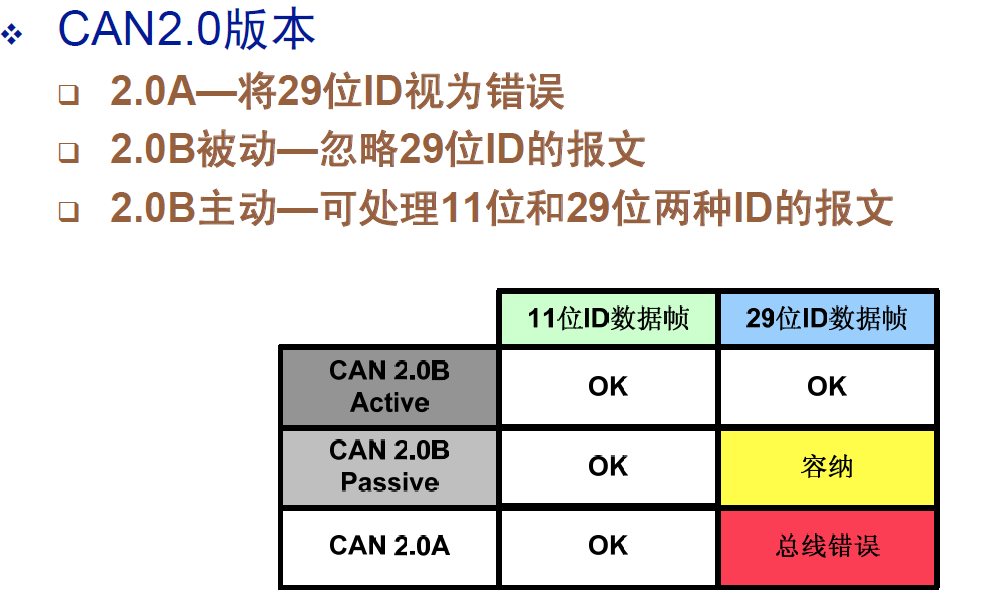 CAN2.0版本
2.0A—将29位ID视为错误
2.0B被动—忽略29位ID的报文
2.0B主动—可处理11位和29位两种ID的报文
11位ID数据帧 29位ID数据帧
CAN 2.0B
Active
OK OK
CAN 2.0B
Passive
OK 容纳
CAN 2.0A OK 总线错误